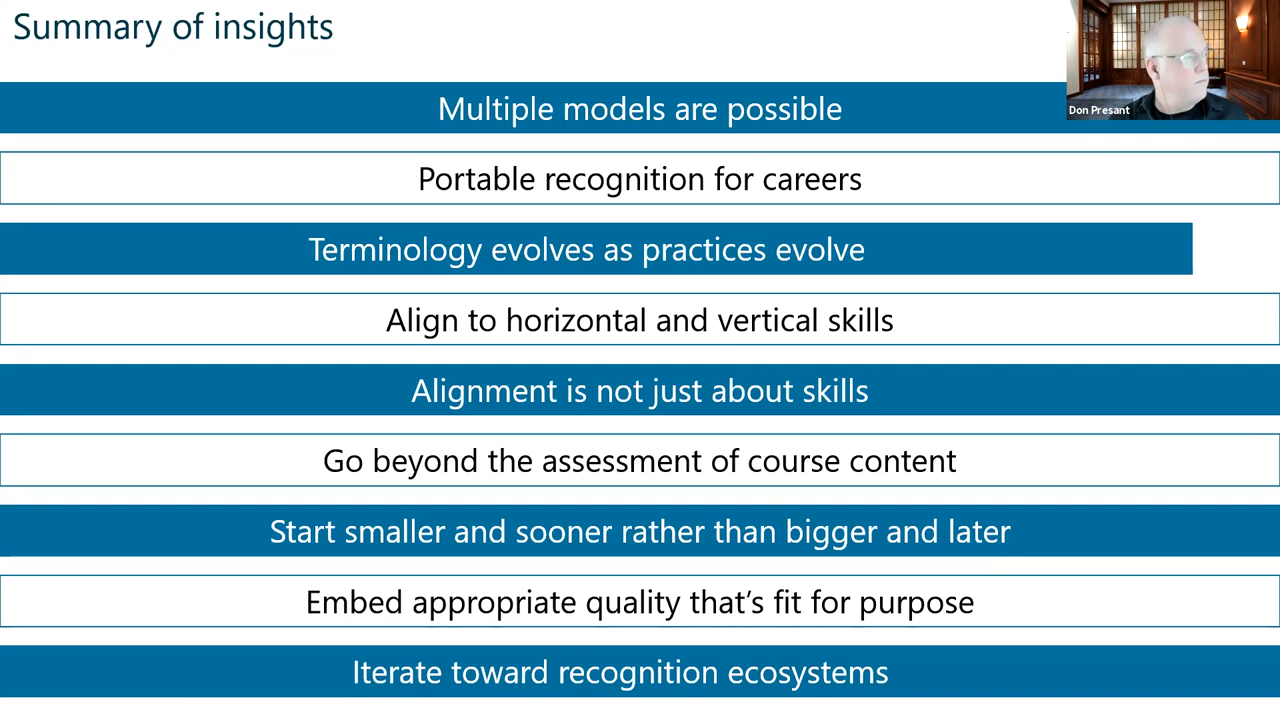 Summary of insights
Don Presant
Multiple models are possible
Portable recognition for careers
Terminology evolves as practices evolve
Align to horizontal and vertical skills
Alignment is not just about skills
Go beyond the assessment of course content
Start smaller and sooner rather than bigger and later
Embed appropriate quality that’s fit for purpose
Iterate toward recognition ecosystems